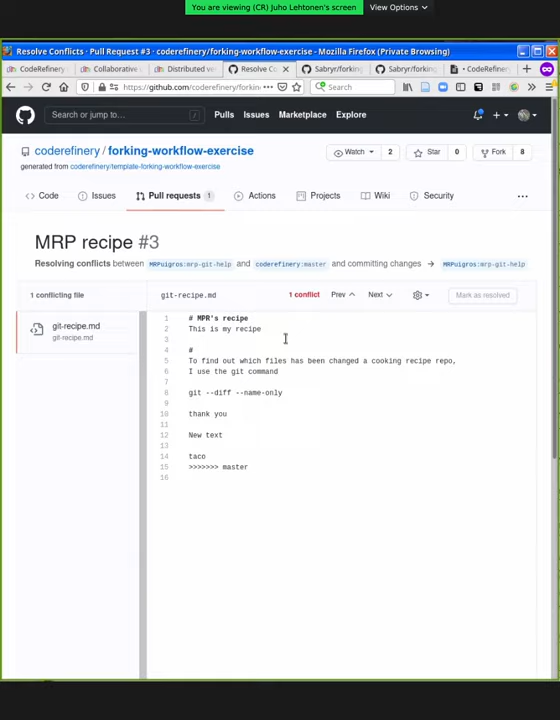 You are viewing (CR) Juho Lehtonen's screen View Options
Resolve Conflicts · Pull Request #3 · coderefinery/forking-workflow-exercise - Mozilla Firefox (Private Browsing)
CodeRefinery Collaborative Distributed ve Resolve Co Sabryr/forkin Sabryr/forking • CodeRefiner
https://github.com/coderefinery/forkin Search
Search or jump to... / Pulls Issues Marketplace Explore
coderefinery / forking-workflow-exercise Watch 2 Star 0 Fork 8
generated from coderefinery/template-forking-workflow-exercise
Code Issues Pull requests 1 Actions Projects Wiki Security ...
MRP recipe #3
Resolving conflicts between MRPuigros:mrp-git-help and coderefinery:master and committing changes → MRPuigros:mrp-git-help
1 conflicting file git-recipe.md 1 conflict Prev Next Mark as resolved
git-recipe.md
git-recipe.md
1 # MPR's recipe
2 This is my recipe
3
4 #
5 To find out which files has been changed a cooking recipe repo,
6 I use the git command
7
8 git --diff --name-only
9
10 thank you
11
12 New text
13
14 taco
15 >>>>>>> master
16